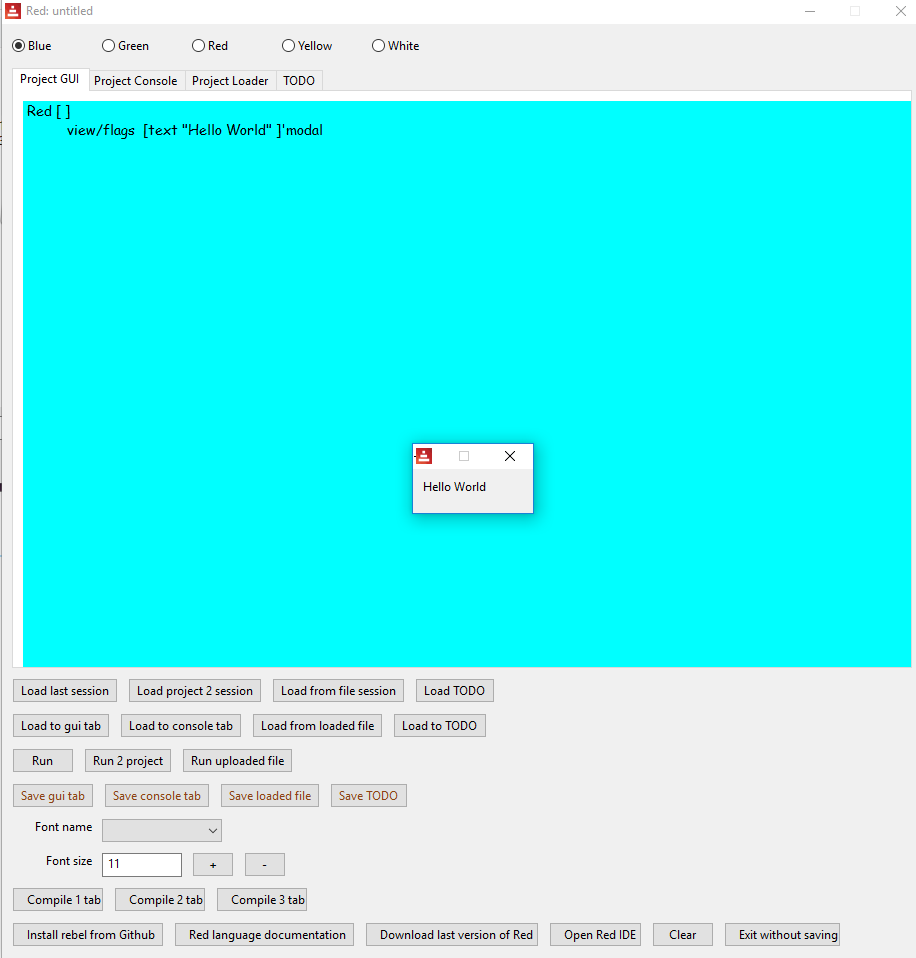 Red: untitled
Blue Green Red Yellow White
Project GUI Project Console Project Loader TODO
Red [ ]
view/flags [text "Hello World" ]'modal
Hello World
Load last session Load project 2 session Load from file session Load TODO
Load to gui tab Load to console tab Load from loaded file Load to TODO
Run Run 2 project Run uploaded file
Save gui tab Save console tab Save loaded file Save TODO
Font name
Font size 11 + -
Compile 1 tab Compile 2 tab Compile 3 tab
Install rebel from Github Red language documentation Download last version of Red Open Red IDE Clear Exit without saving